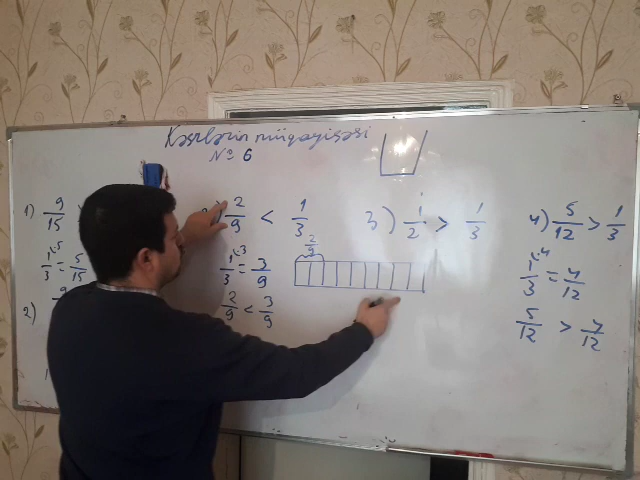 Kəsrlərin müqayisəsi
№ 6
1) 9/15
1/3 = 5/15
2)
2/9 < 1/3
1/3 = 3/9
2/9 < 3/9
2/9
3) 1/2 > 1/3
4) 5/12 > 1/3
1/3 = 4/12
5/12 > 4/12